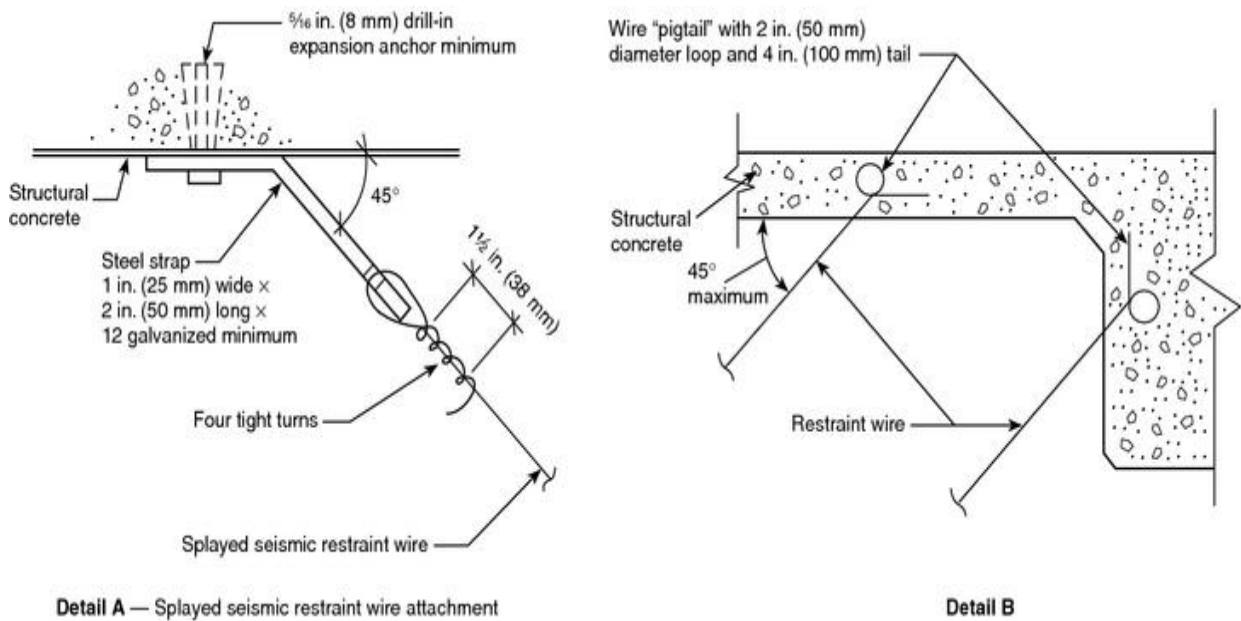 5⁄16 in. (8 mm) drill-in
expansion anchor minimum
Structural
concrete
45°
Steel strap
1 in. (25 mm) wide ×
2 in. (50 mm) long ×
12 galvanized minimum
1½ in. (38 mm)
Four tight turns
Splayed seismic restraint wire
Detail A — Splayed seismic restraint wire attachment
Wire “pigtail” with 2 in. (50 mm)
diameter loop and 4 in. (100 mm) tail
Structural
concrete
45°
maximum
Restraint wire
Detail B